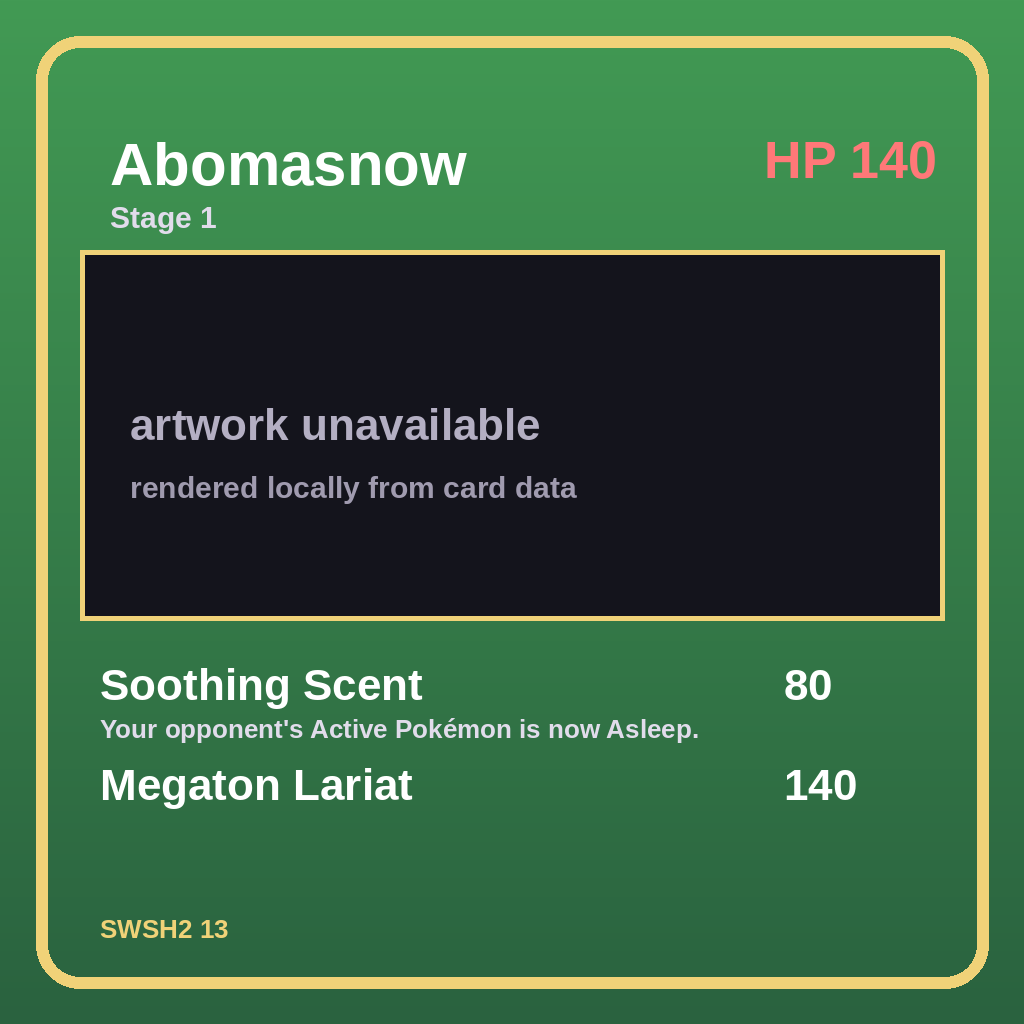 Abomasnow
HP 140
Stage 1
artwork unavailable
rendered locally from card data
Soothing Scent 80
Your opponent's Active Pokémon is now Asleep.
Megaton Lariat 140
SWSH2 13